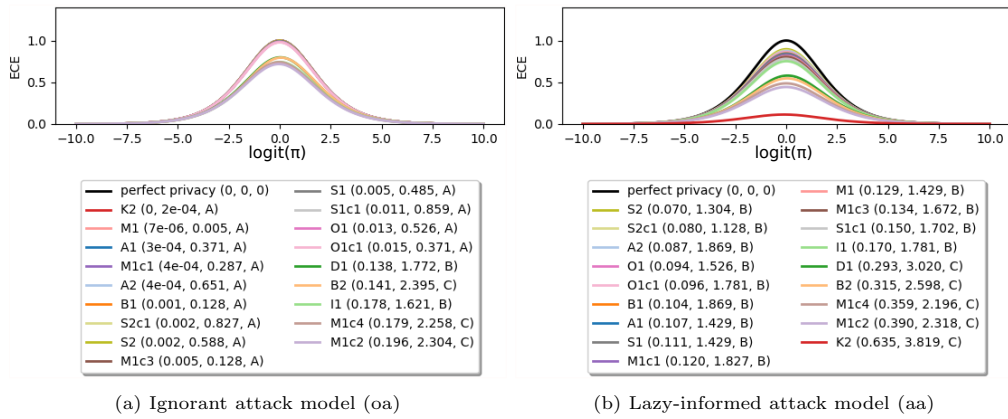 1.0
0.5
0.0
ECE
−10.0 −7.5 −5.0 −2.5 0.0 2.5 5.0 7.5 10.0
logit(π)
perfect privacy (0, 0, 0)
K2 (0, 2e-04, A)
M1 (7e-06, 0.005, A)
A1 (3e-04, 0.371, A)
M1c1 (4e-04, 0.287, A)
A2 (4e-04, 0.651, A)
B1 (0.001, 0.128, A)
S2c1 (0.002, 0.827, A)
S2 (0.002, 0.588, A)
M1c3 (0.005, 0.128, A)
S1 (0.005, 0.485, A)
S1c1 (0.011, 0.859, A)
O1 (0.013, 0.526, A)
O1c1 (0.015, 0.371, A)
D1 (0.138, 1.772, B)
B2 (0.141, 2.395, C)
I1 (0.178, 1.621, B)
M1c4 (0.179, 2.258, C)
M1c2 (0.196, 2.304, C)
(a) Ignorant attack model (oa)
1.0
0.5
0.0
ECE
−10.0 −7.5 −5.0 −2.5 0.0 2.5 5.0 7.5 10.0
logit(π)
perfect privacy (0, 0, 0)
S2 (0.070, 1.304, B)
S2c1 (0.080, 1.128, B)
A2 (0.087, 1.869, B)
O1 (0.094, 1.526, B)
O1c1 (0.096, 1.781, B)
B1 (0.104, 1.869, B)
A1 (0.107, 1.429, B)
S1 (0.111, 1.429, B)
M1c1 (0.120, 1.827, B)
M1 (0.129, 1.429, B)
M1c3 (0.134, 1.672, B)
S1c1 (0.150, 1.702, B)
I1 (0.170, 1.781, B)
D1 (0.293, 3.020, C)
B2 (0.315, 2.598, C)
M1c4 (0.359, 2.196, C)
M1c2 (0.390, 2.318, C)
K2 (0.635, 3.819, C)
(b) Lazy-informed attack model (aa)